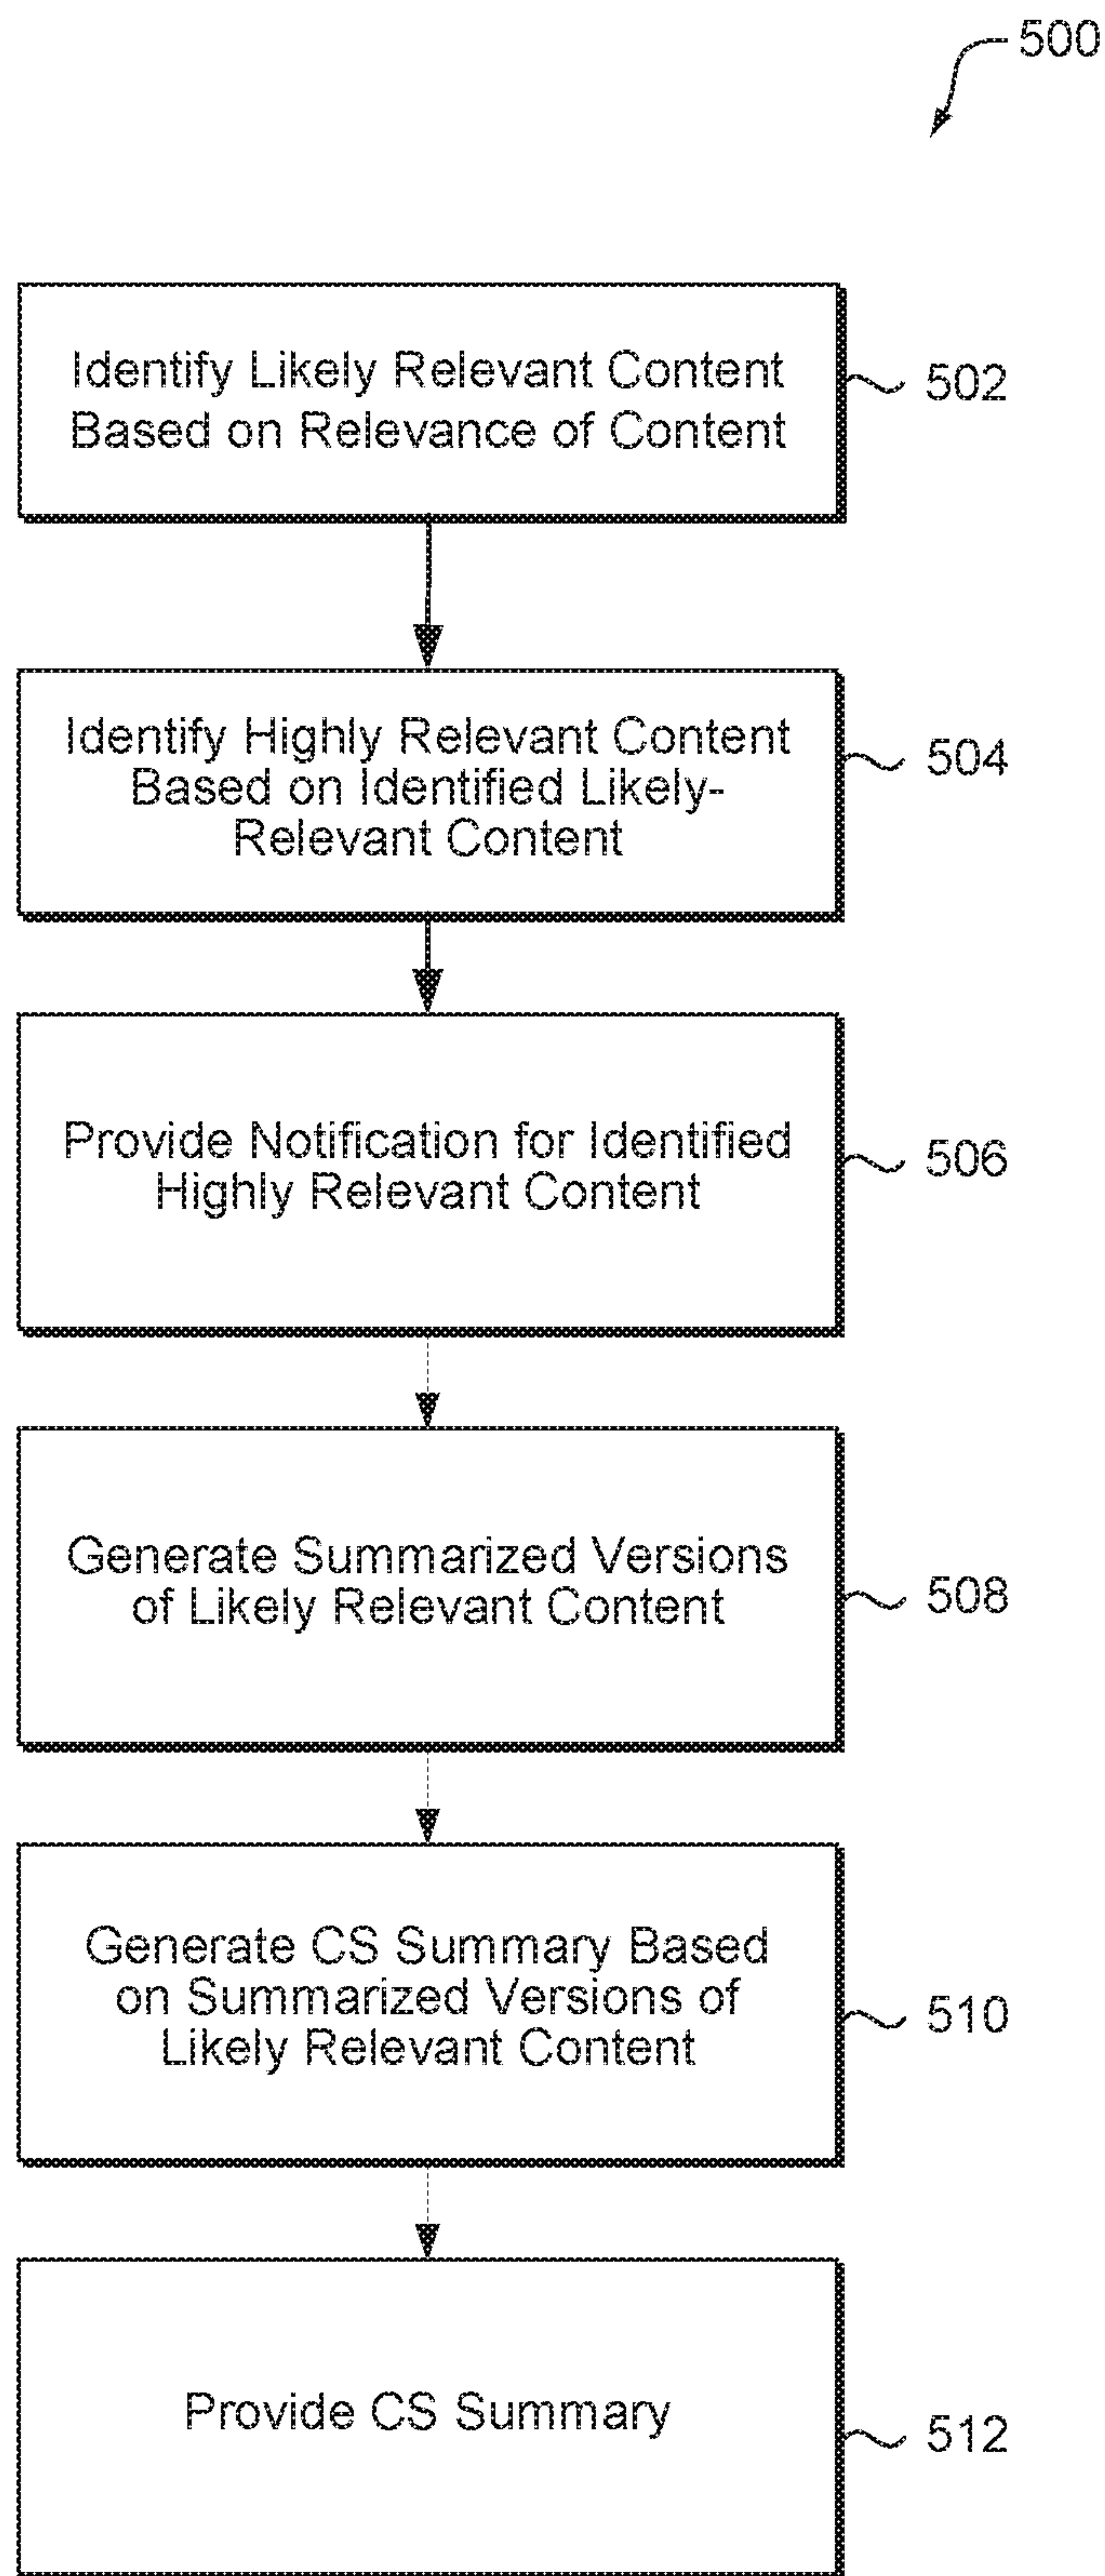 500
Identify Likely Relevant Content
Based on Relevance of Content
502
Identify Highly Relevant Content
Based on Identified Likely-
Relevant Content
504
Provide Notification for Identified
Highly Relevant Content
506
Generate Summarized Versions
of Likely Relevant Content
508
Generate CS Summary Based
on Summarized Versions of
Likely Relevant Content
510
Provide CS Summary
512